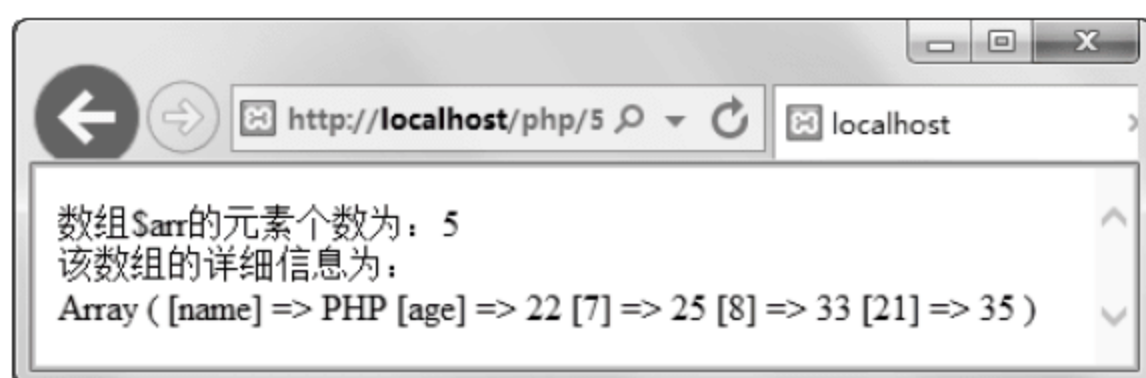 http://localhost/php/5
localhost
数组$arr的元素个数为：5
该数组的详细信息为：
Array ( [name] => PHP [age] => 22 [7] => 25 [8] => 33 [21] => 35 )